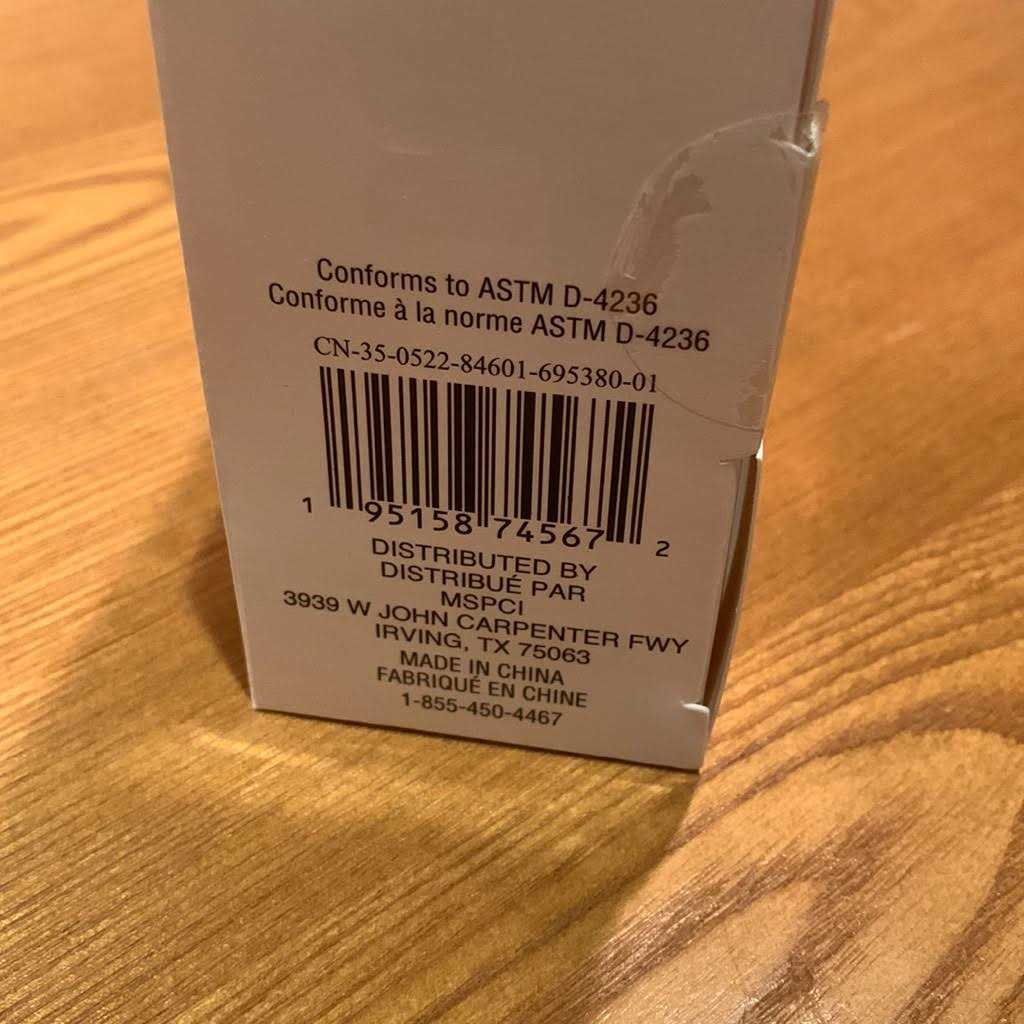 Conforms to ASTM D-4236
Conforme à la norme ASTM D-4236
CN-35-0522-84601-695380-01
1 95158 74567 2
DISTRIBUTED BY
DISTRIBUÉ PAR
MSPCI
3939 W JOHN CARPENTER FWY
IRVING, TX 75063
MADE IN CHINA
FABRIQUÉ EN CHINE
1-855-450-4467